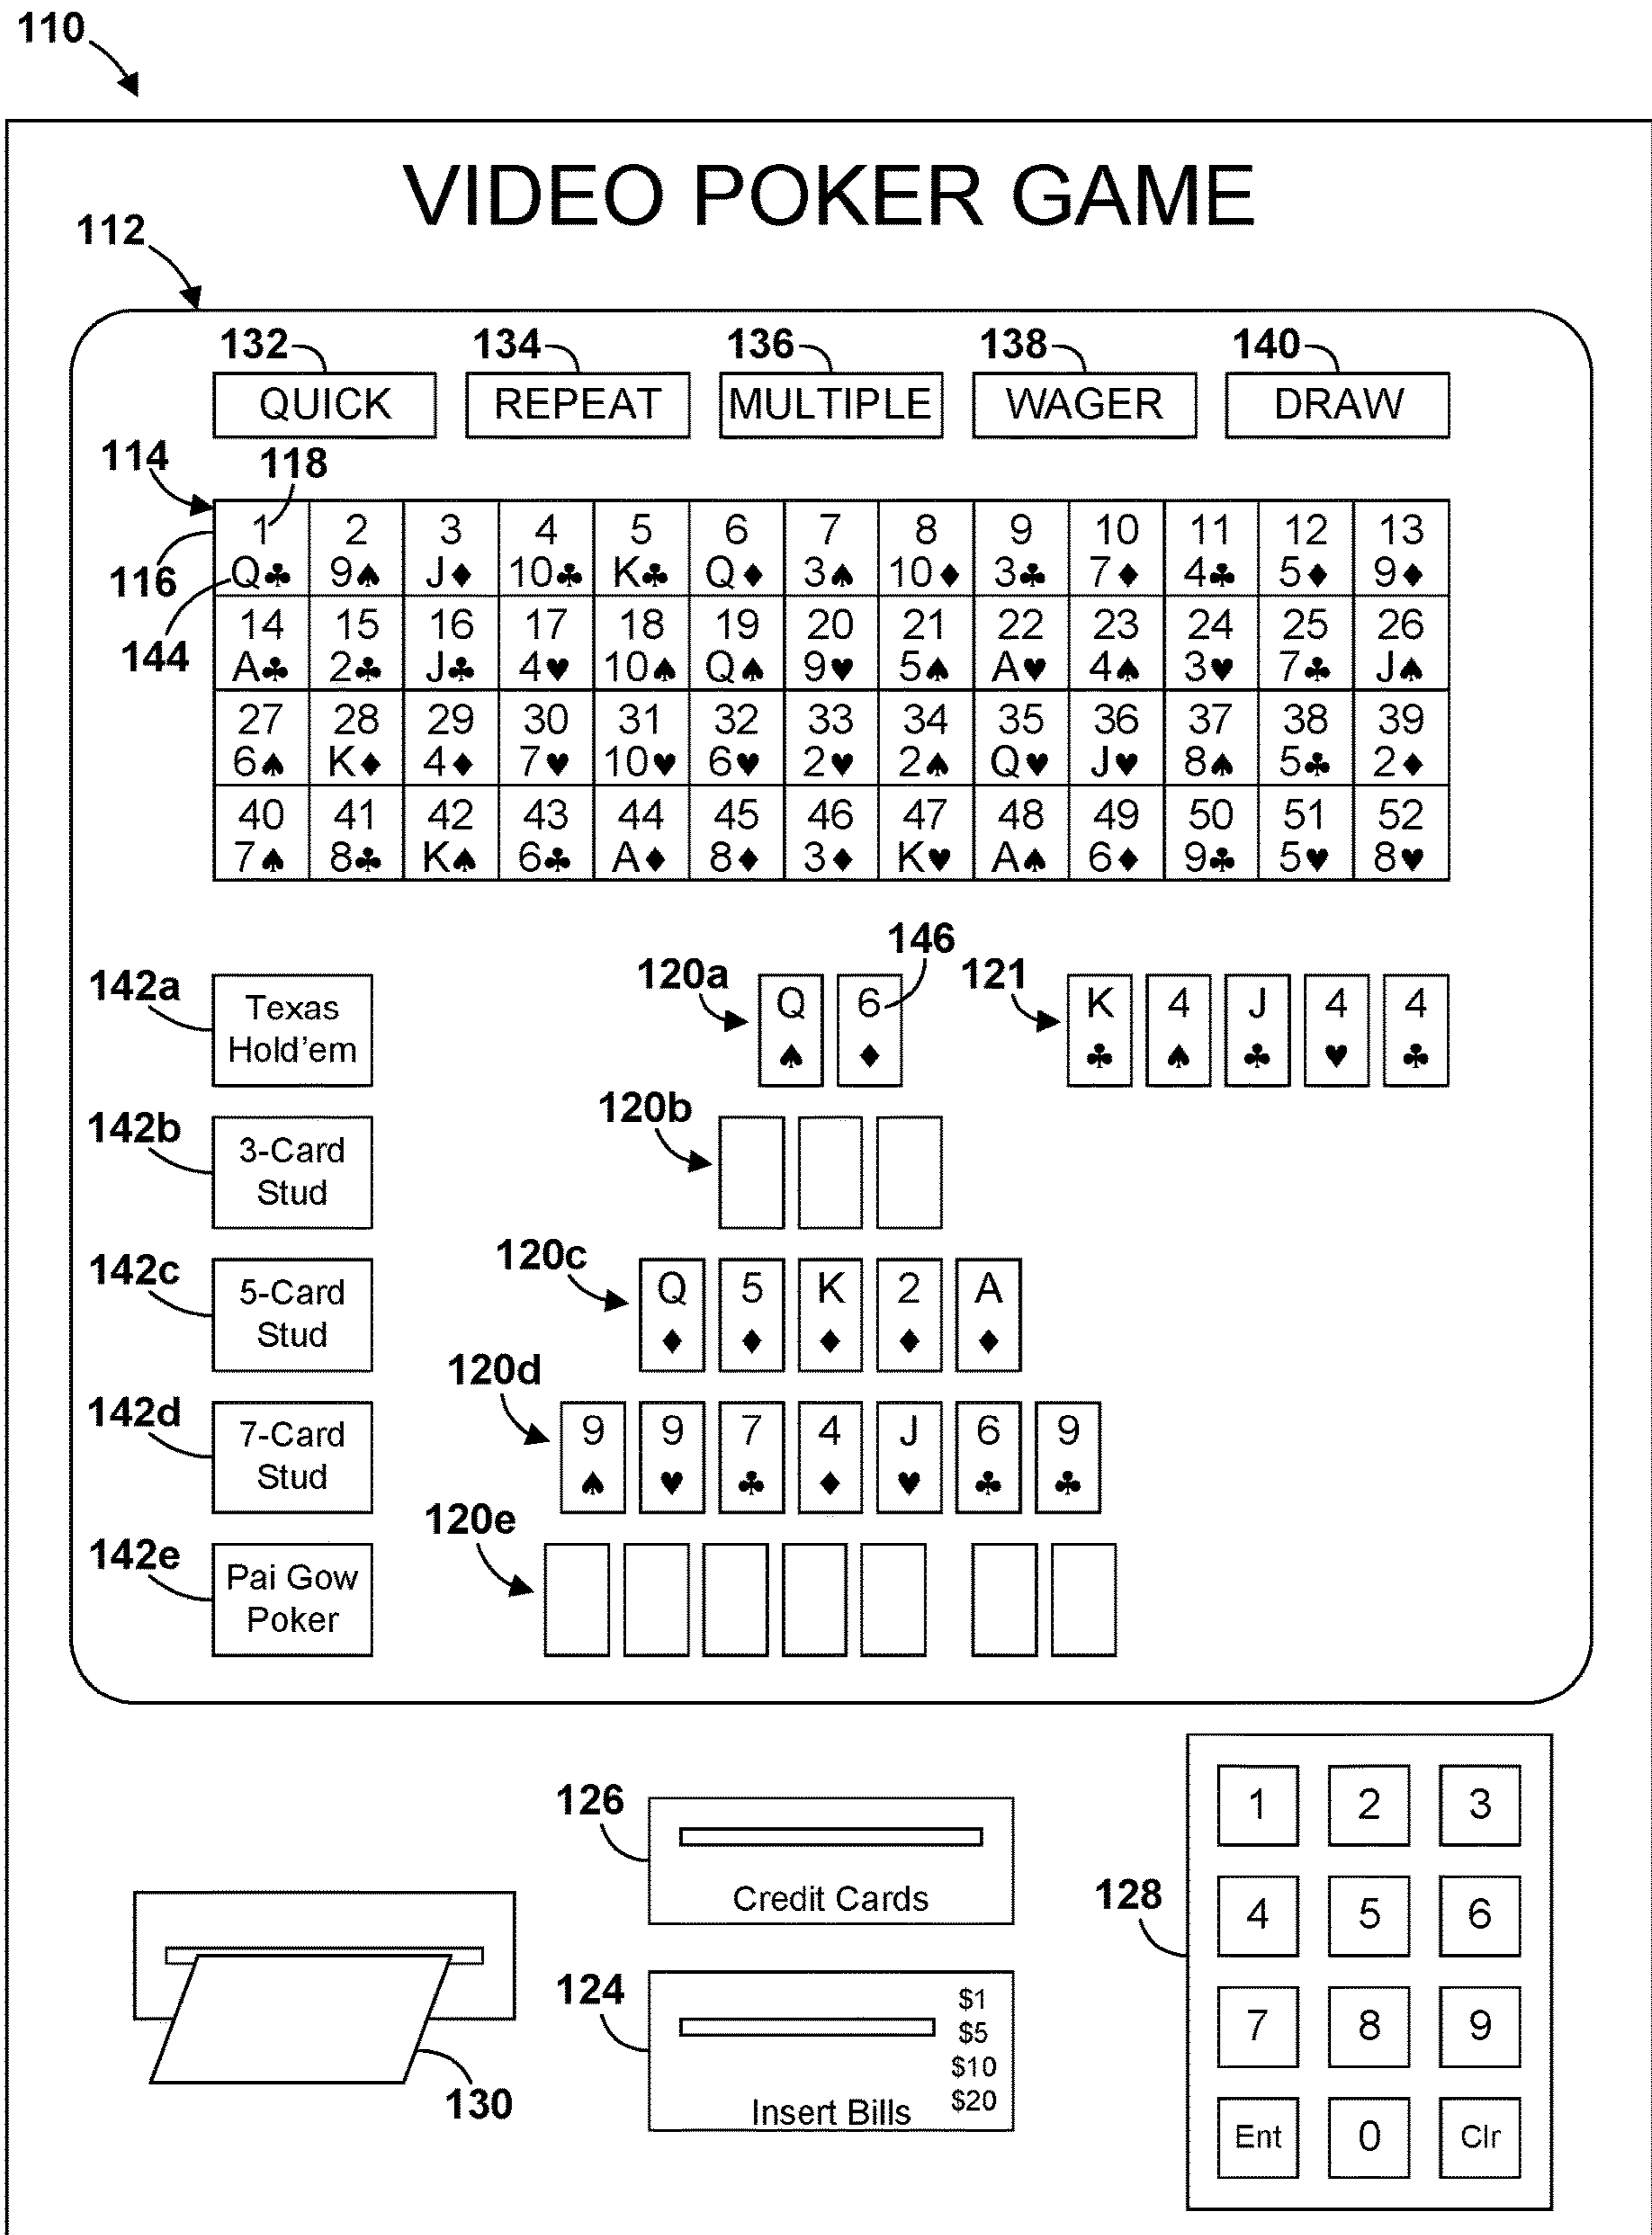 110
VIDEO POKER GAME
112
132 134 136 138 140
QUICK REPEAT MULTIPLE WAGER DRAW
114 118
1 2 3 4 5 6 7 8 9 10 11 12 13
116
Q♣ 9♠ J♦ 10♣ K♣ Q♦ 3♠ 10♦ 3♣ 7♦ 4♣ 5♦ 9♦
14 15 16 17 18 19 20 21 22 23 24 25 26
144
A♣ 2♣ J♣ 4♥ 10♠ Q♠ 9♥ 5♠ A♥ 4♠ 3♥ 7♣ J♠
27 28 29 30 31 32 33 34 35 36 37 38 39
6♠ K♦ 4♦ 7♥ 10♥ 6♥ 2♥ 2♠ Q♥ J♥ 8♠ 5♣ 2♦
40 41 42 43 44 45 46 47 48 49 50 51 52
7♠ 8♣ K♠ 6♣ A♦ 8♦ 3♦ K♥ A♠ 6♦ 9♣ 5♥ 8♥
146
142a 120a 121
Texas
Hold'em
Q 6 K 4 J 4 4
♠ ♦ ♣ ♠ ♣ ♥ ♣
142b 120b
3-Card
Stud
142c 120c
5-Card
Stud
Q 5 K 2 A
♦ ♦ ♦ ♦ ♦
142d 120d
7-Card
Stud
9 9 7 4 J 6 9
♠ ♥ ♣ ♦ ♥ ♣ ♣
142e 120e
Pai Gow
Poker
126
Credit Cards
124
$1
$5
$10
$20
Insert Bills
130
128
1 2 3
4 5 6
7 8 9
Ent 0 Clr